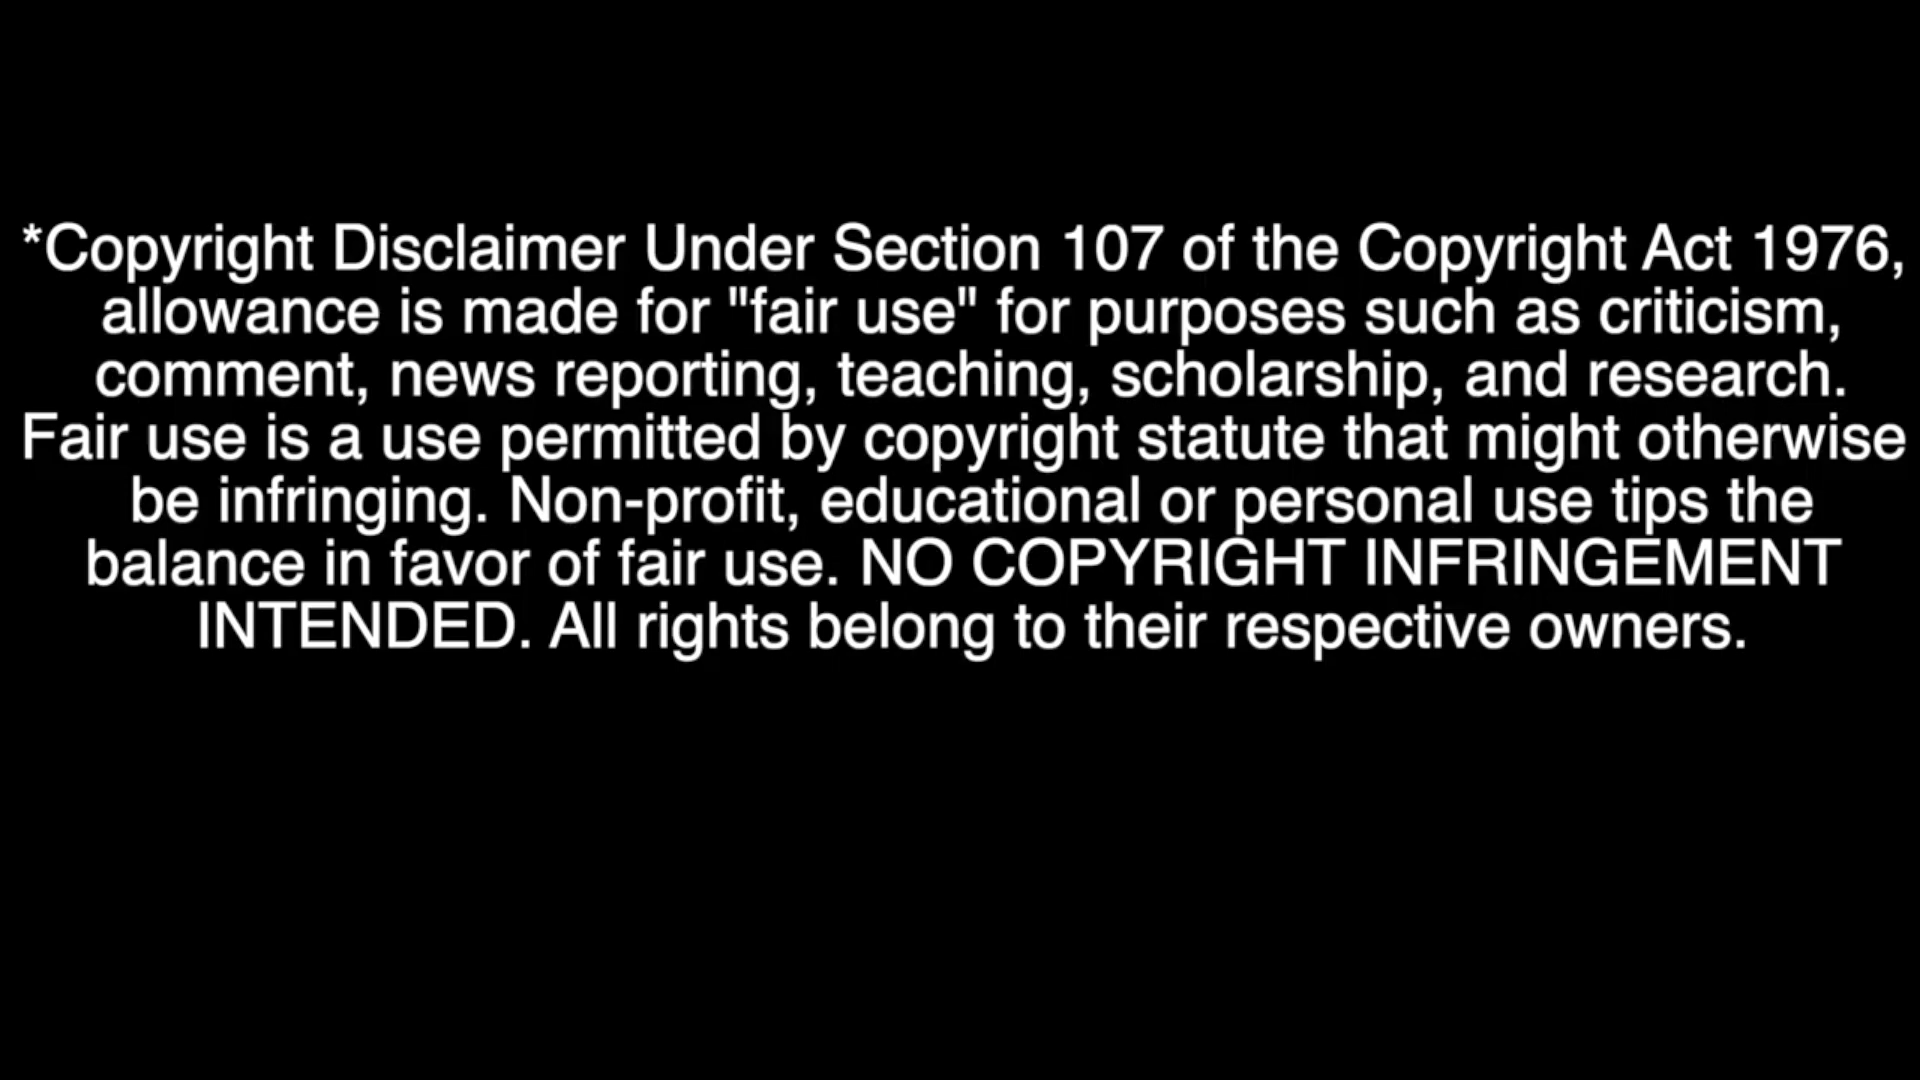 *Copyright Disclaimer Under Section 107 of the Copyright Act 1976,
allowance is made for "fair use" for purposes such as criticism,
comment, news reporting, teaching, scholarship, and research.
Fair use is a use permitted by copyright statute that might otherwise
be infringing. Non-profit, educational or personal use tips the
balance in favor of fair use. NO COPYRIGHT INFRINGEMENT
INTENDED. All rights belong to their respective owners.